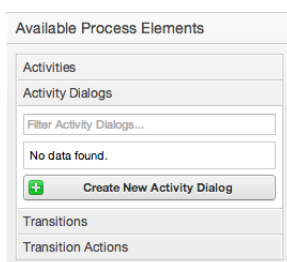 Available Process Elements
Activities
Activity Dialogs
Filter Activity Dialogs...
No data found.
Create New Activity Dialog
Transitions
Transition Actions